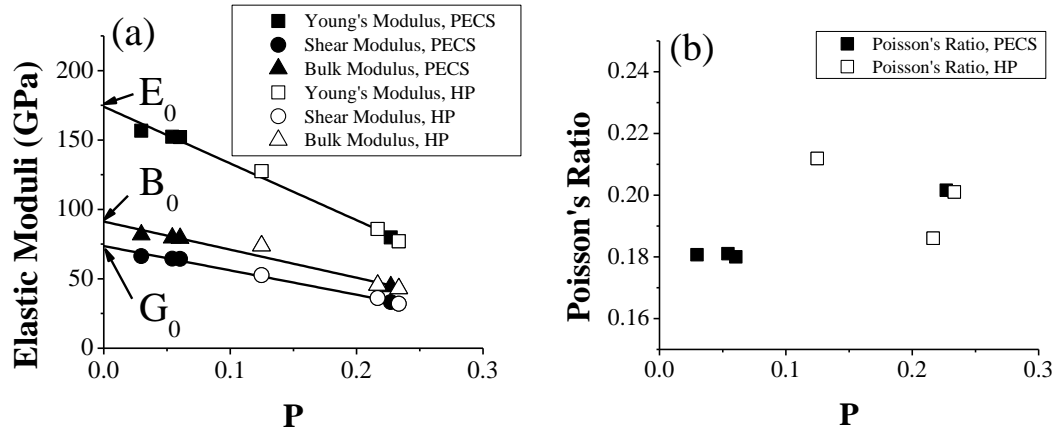 (a)
Young's Modulus, PECS
Shear Modulus, PECS
Bulk Modulus, PECS
Young's Modulus, HP
Shear Modulus, HP
Bulk Modulus, HP
Elastic Moduli (GPa)
200
150
100
50
0
E0
B0
G0
0.0 0.1 0.2 0.3
P
(b)
Poisson's Ratio, PECS
Poisson's Ratio, HP
Poisson's Ratio
0.24
0.22
0.20
0.18
0.16
0.0 0.1 0.2 0.3
P